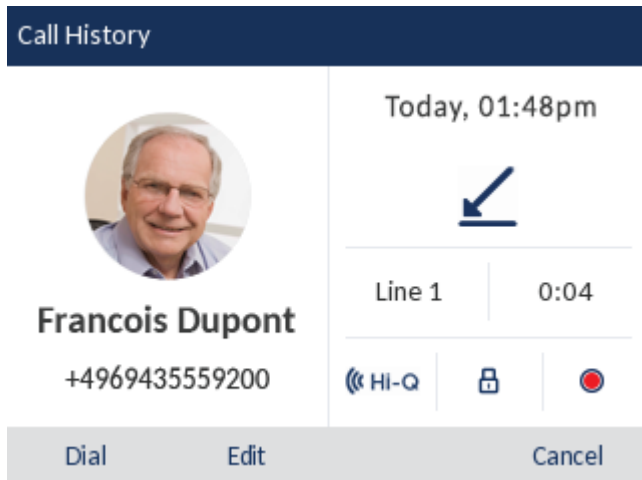 Call History
Francois Dupont
+4969435559200
Today, 01:48pm
Line 1
0:04
Hi-Q
Dial
Edit
Cancel